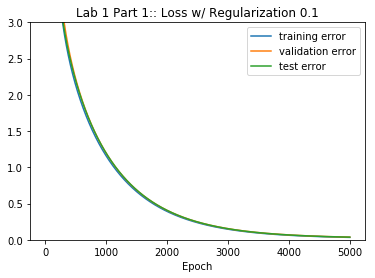 Lab 1 Part 1:: Loss w/ Regularization 0.1
3.0
2.5
2.0
1.5
1.0
0.5
0.0
training error
validation error
test error
0 1000 2000 3000 4000 5000
Epoch